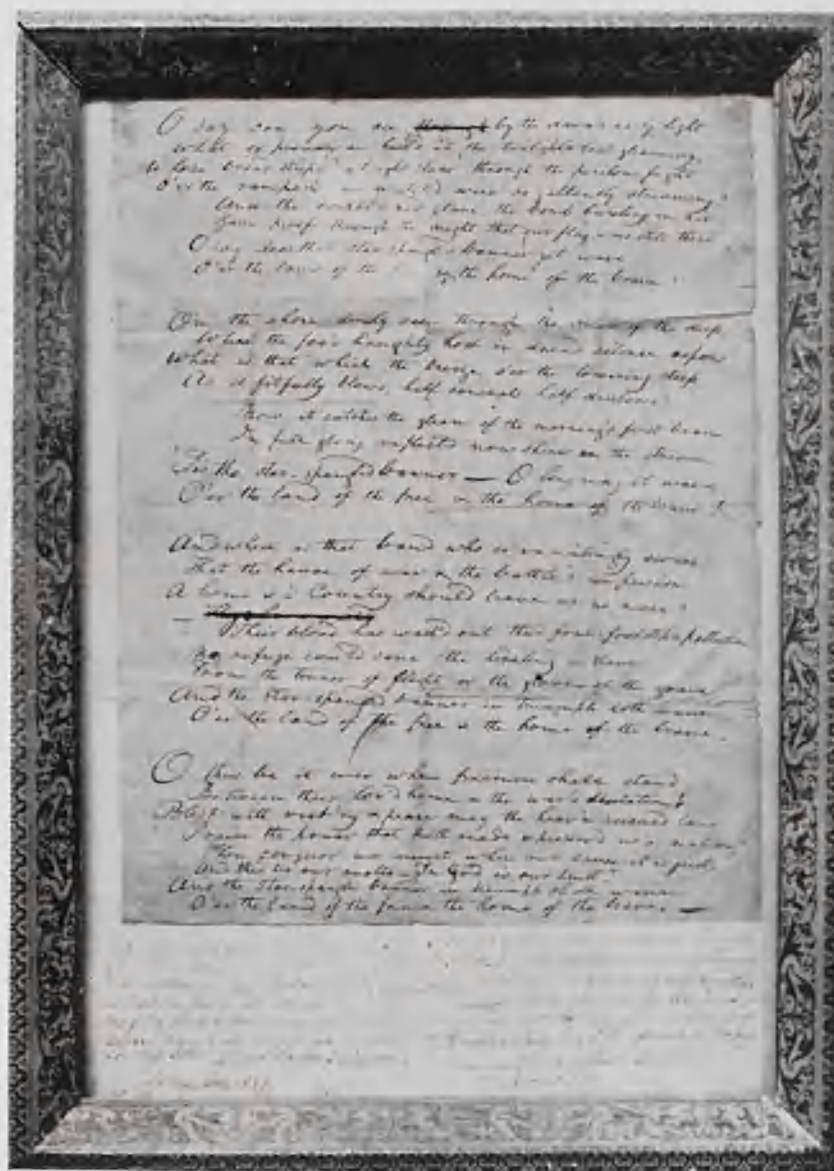 O say can you see ~~through~~ by the dawn's early light
What so proudly we hail'd at the twilight's last gleaming,
Whose broad stripes & bright stars through the perilous fight
O'er the ramparts we watch'd were so gallantly streaming?
And the rocket's red glare, the bomb bursting in air
Gave proof through the night that our flag was still there
O say does that star spangled banner yet wave
O'er the land of the & the home of the brave?
On the shore dimly seen through the mists of the deep
Where the foe's haughty host in dread silence reposes
What is that which the breeze o'er the towering steep
As it fitfully blows, half conceals half discloses?
Now it catches the gleam of the morning's first beam
In full glory reflected now shines in the stream
'Tis the star-spangled banner — O long may it wave
O'er the land of the free & the home of the brave!
And where is that band who so vauntingly swore
That the havoc of war & the battle's confusion
A home & a Country should leave us no more?
Their blood has wash'd out their foul footstep's pollution
No refuge could save the hireling & slave
From the terror of flight or the gloom of the grave
And the star-spangled banner in triumph doth wave
O'er the land of the free & the home of the brave.
O thus be it ever when freemen shall stand
Between their lov'd home & the war's desolation!
Blest with vict'ry & peace may the heav'n rescued land
Praise the power that hath made & preserv'd us a nation!
Then conquer we must, when our cause it is just
And this be our motto — In God is our trust
And the star-spangled banner in triumph shall wave
O'er the land of the free & the home of the brave. —